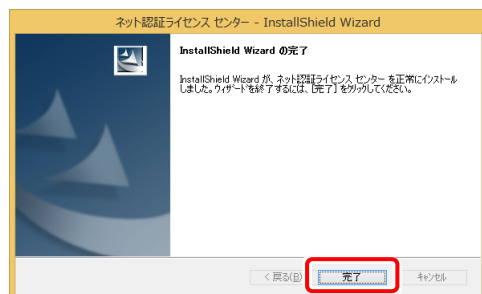 ネット認証ライセンス センター - InstallShield Wizard
InstallShield Wizard の完了
InstallShield Wizard が、ネット認証ライセンス センター を正常にインストール
しました。ウィザードを終了するには、[完了] をクリックしてください。
< 戻る(B)
完了
キャンセル